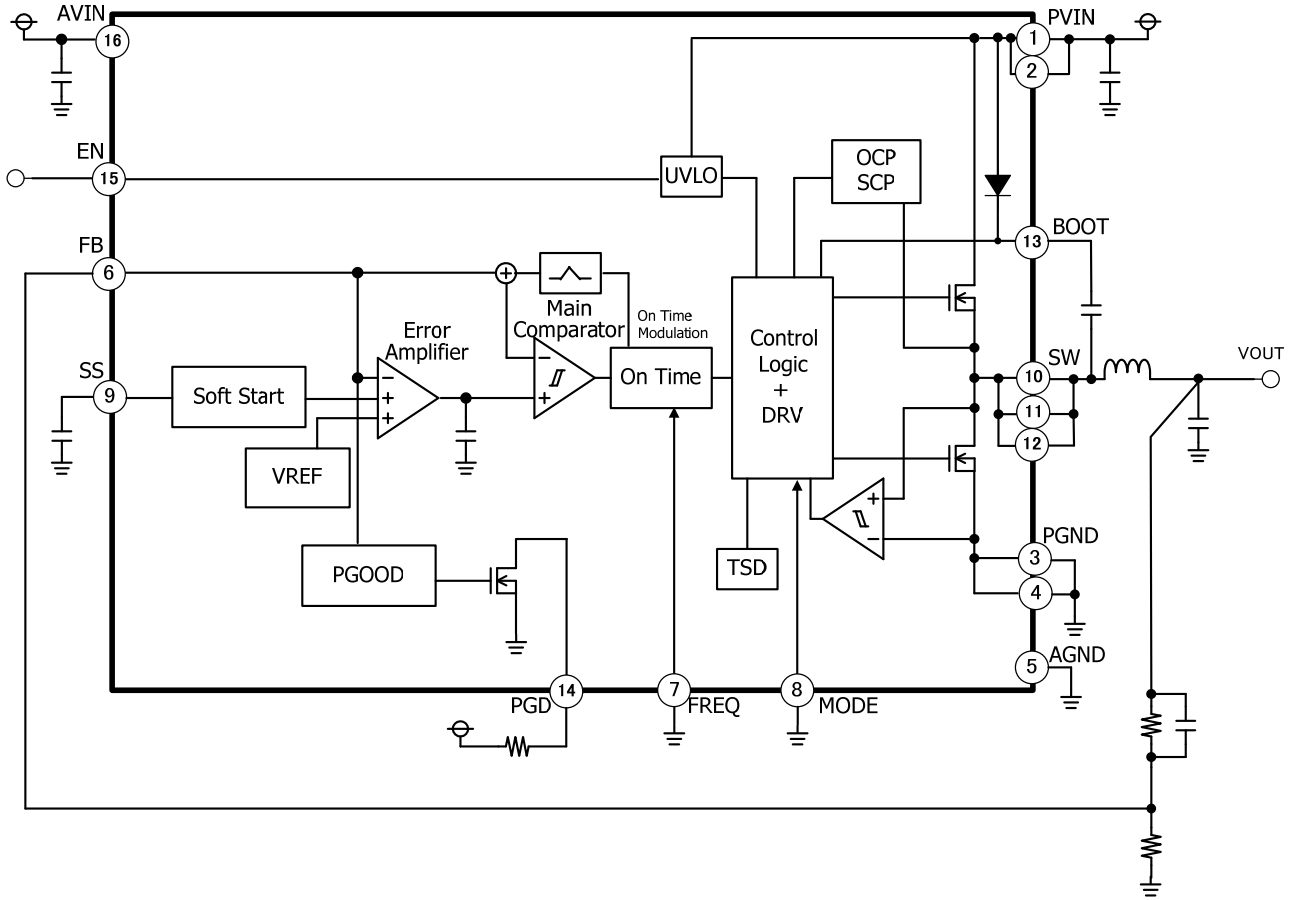 AVIN
16
PVIN
1
2
EN
15
UVLO
OCP
SCP
BOOT
13
FB
6
+
Main
Comparator
On Time
Modulation
Error
Amplifier
Control
Logic
+
DRV
SS
9
Soft Start
−
+
+
−
+
On Time
SW
10
11
12
VOUT
VREF
+
−
PGOOD
TSD
PGND
3
4
5
AGND
14
PGD
7
FREQ
8
MODE